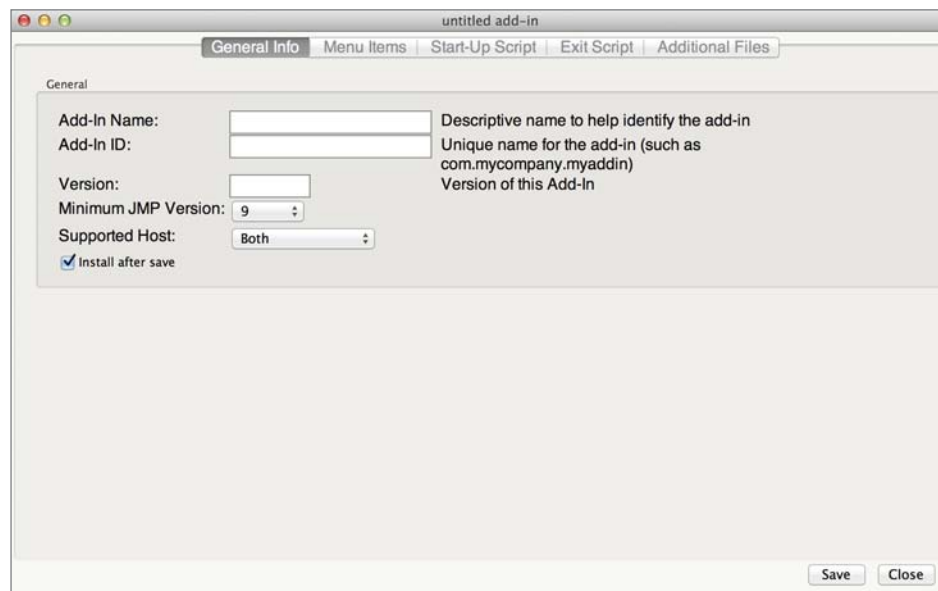 untitled add-in
General Info
Menu Items
Start-Up Script
Exit Script
Additional Files
General
Add-In Name:
Descriptive name to help identify the add-in
Add-In ID:
Unique name for the add-in (such as
com.mycompany.myaddin)
Version:
Version of this Add-In
Minimum JMP Version:
9
Supported Host:
Both
Install after save
Save
Close